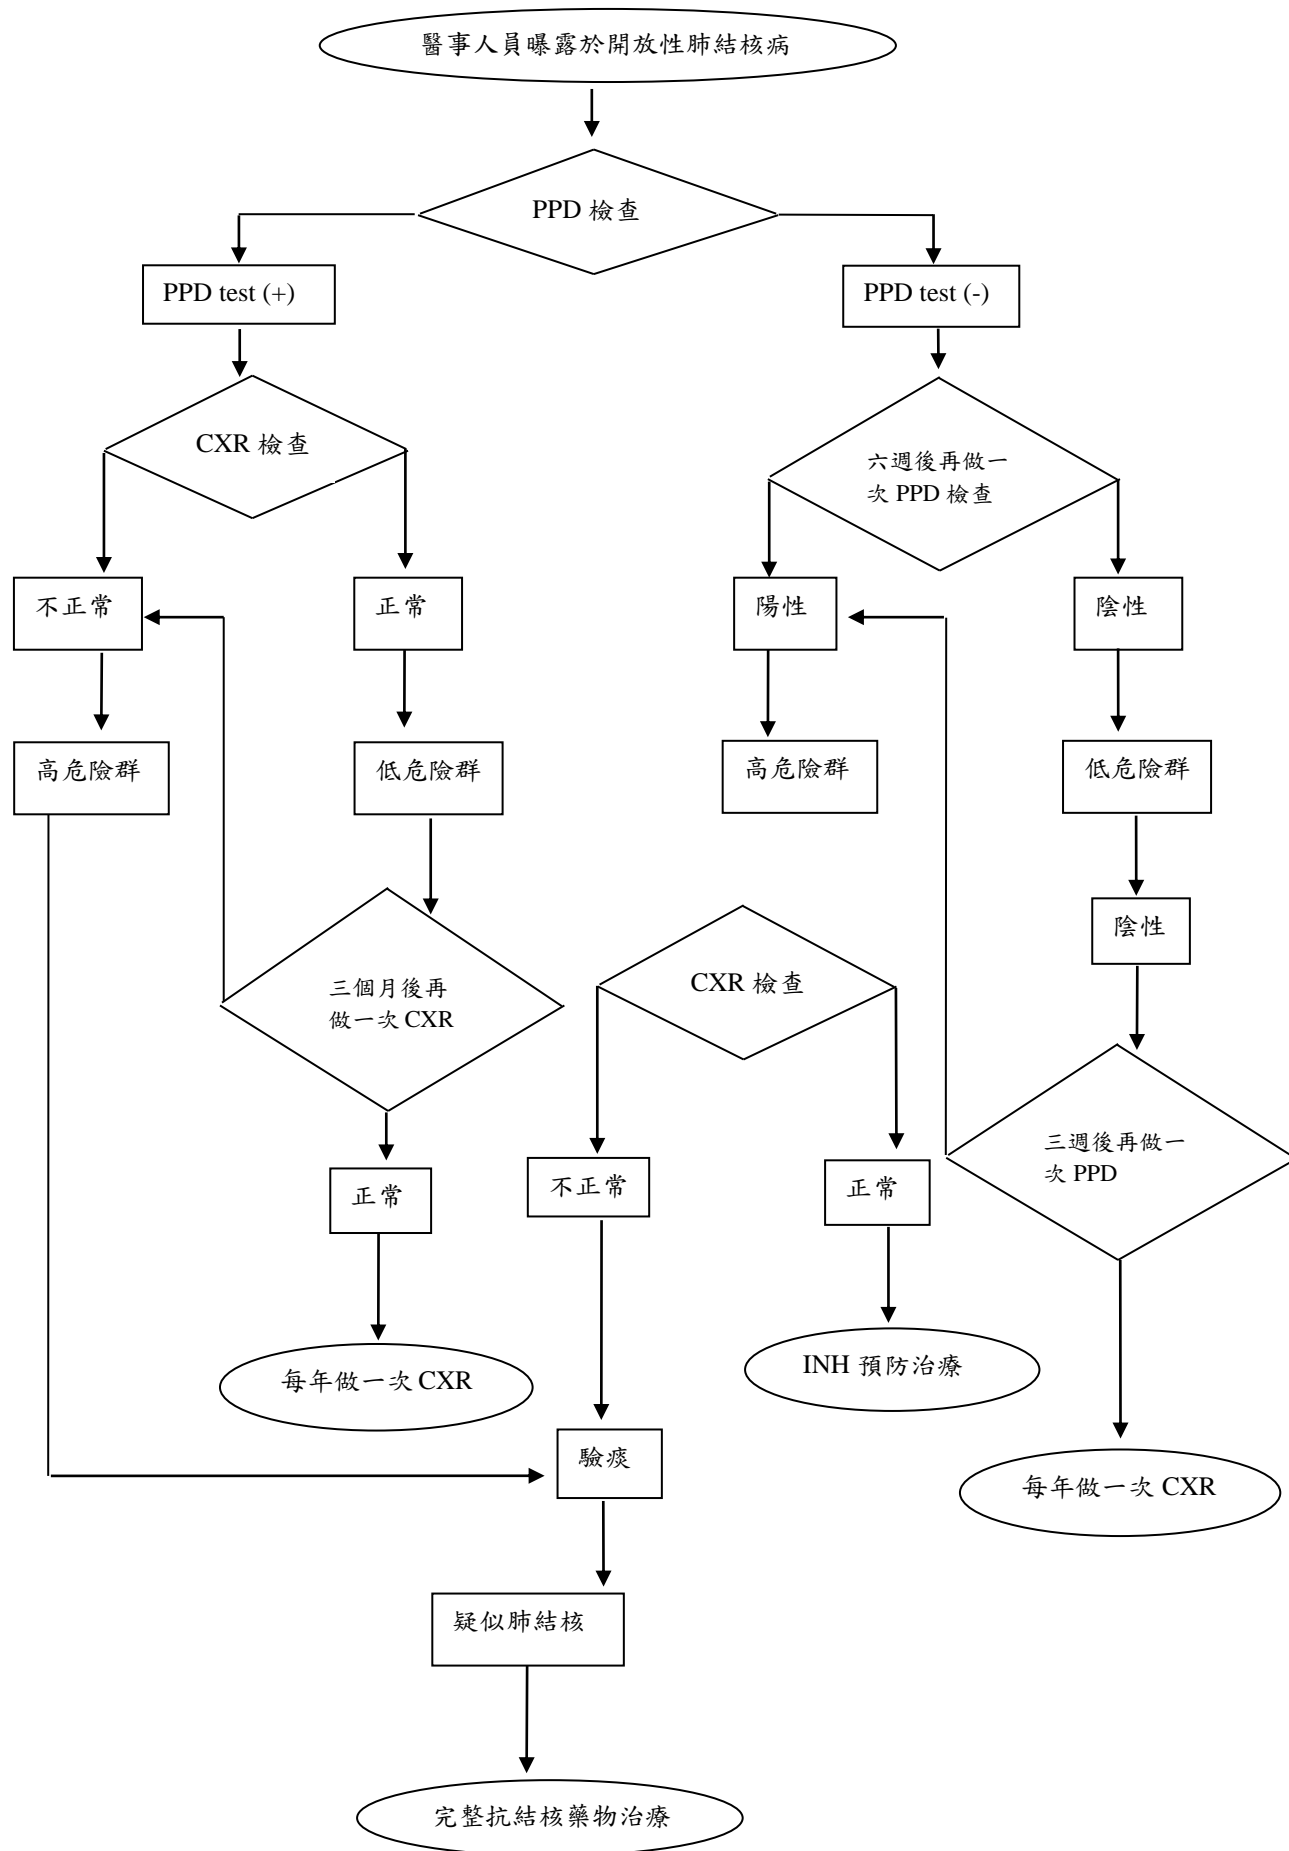 醫事人員曝露於開放性肺結核病
PPD 檢查
PPD test (+)
PPD test (-)
CXR 檢查
六週後再做一
次 PPD 檢查
不正常
正常
陽性
陰性
高危險群
低危險群
高危險群
低危險群
陰性
三個月後再
做一次 CXR
CXR 檢查
三週後再做一
次 PPD
正常
不正常
正常
每年做一次 CXR
INH 預防治療
驗痰
每年做一次 CXR
疑似肺結核
完整抗結核藥物治療